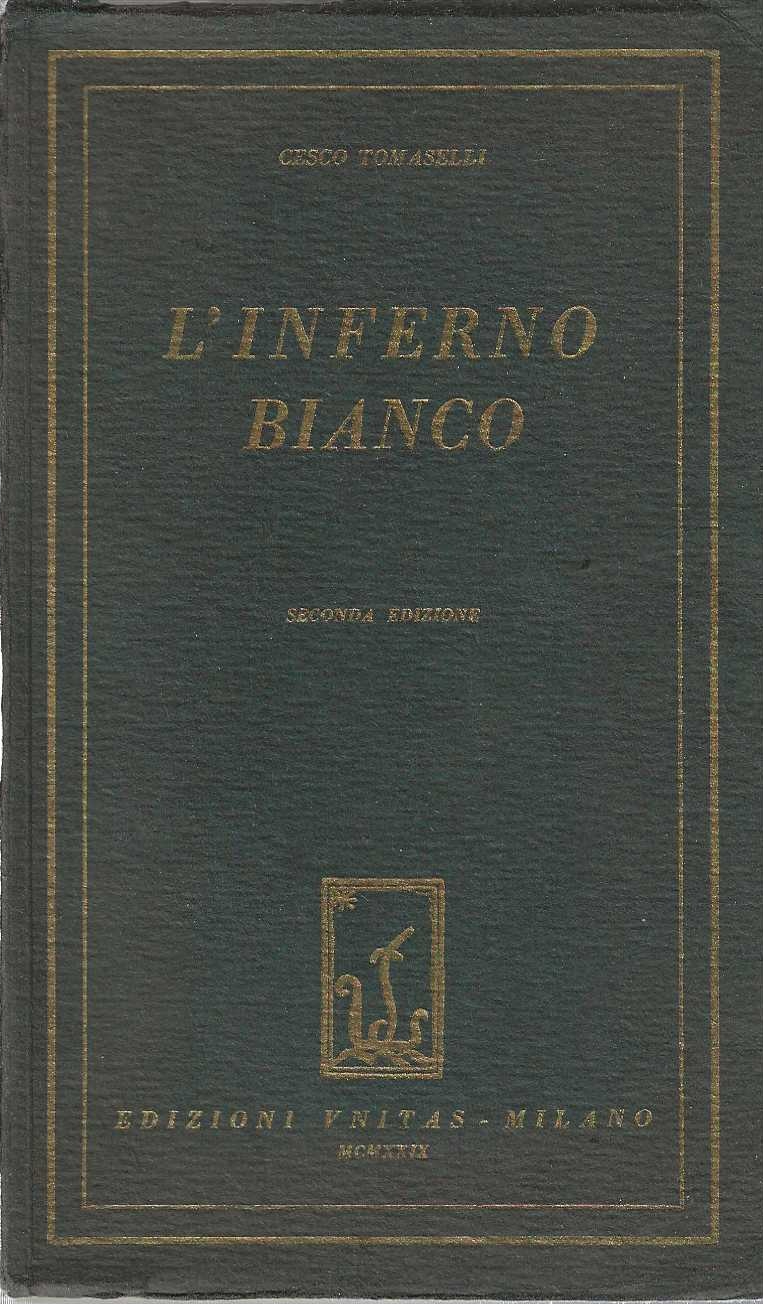 CESCO TOMASELLI
L'INFERNO
BIANCO
SECONDA EDIZIONE
EDIZIONI VNITAS - MILANO
MCMXXIX